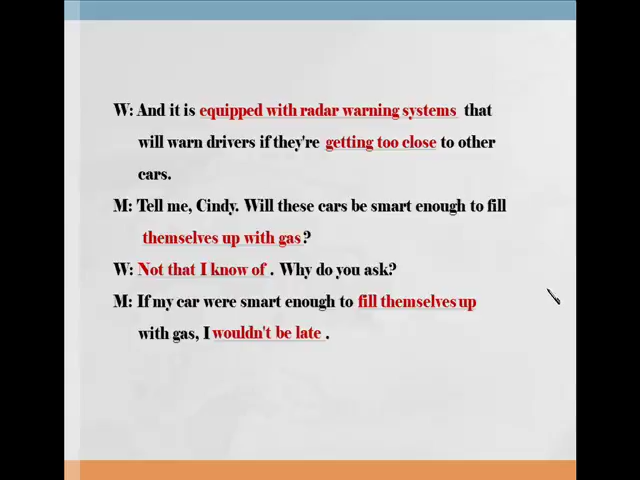 W: And it is equipped with radar warning systems that
will warn drivers if they're getting too close to other
cars.
M: Tell me, Cindy. Will these cars be smart enough to fill
themselves up with gas?
W: Not that I know of . Why do you ask?
M: If my car were smart enough to fill themselves up
with gas, I wouldn't be late .